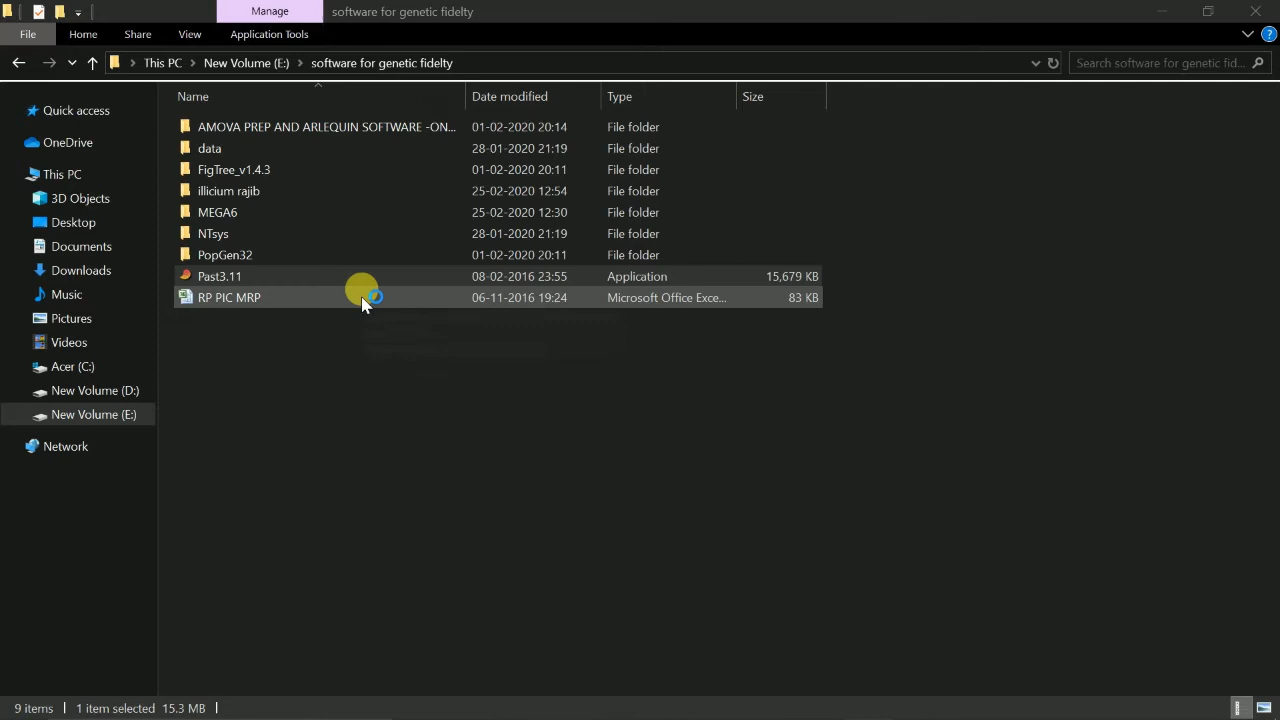 Manage
software for genetic fidelty
File
Home
Share
View
Application Tools
This PC
New Volume (E:)
software for genetic fidelty
Search software for genetic fid...
Name
Date modified
Type
Size
AMOVA PREP AND ARLEQUIN SOFTWARE -ON... 01-02-2020 20:14 File folder
data 28-01-2020 21:19 File folder
FigTree_v1.4.3 01-02-2020 20:11 File folder
illicium rajib 25-02-2020 12:54 File folder
MEGA6 25-02-2020 12:30 File folder
NTsys 28-01-2020 21:19 File folder
PopGen32 01-02-2020 20:11 File folder
Past3.11 08-02-2016 23:55 Application 15,679 KB
RP PIC MRP 06-11-2016 19:24 Microsoft Office Exce... 83 KB
Quick access
OneDrive
This PC
3D Objects
Desktop
Documents
Downloads
Music
Pictures
Videos
Acer (C:)
New Volume (D:)
New Volume (E:)
Network
9 items
1 item selected 15.3 MB